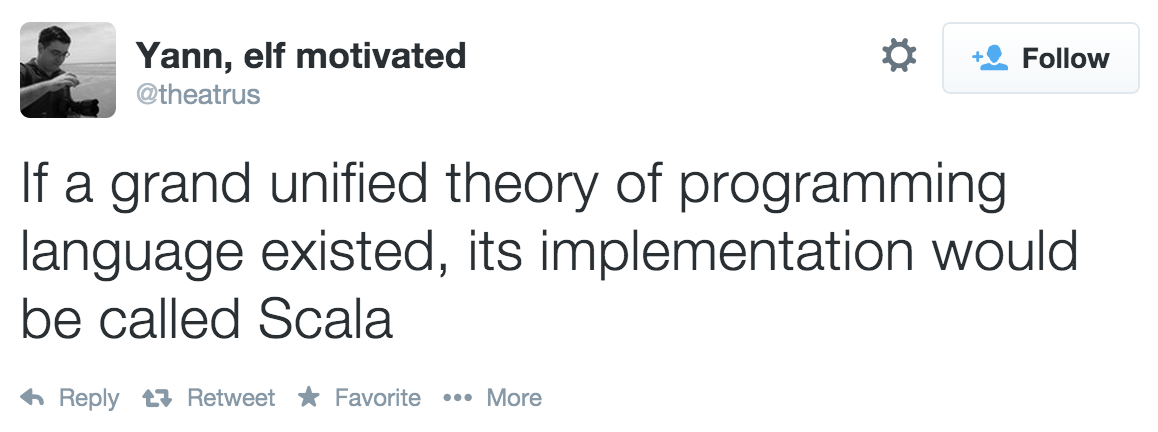 Yann, elf motivated
@theatrus
Follow
If a grand unified theory of programming
language existed, its implementation would
be called Scala
Reply Retweet Favorite More